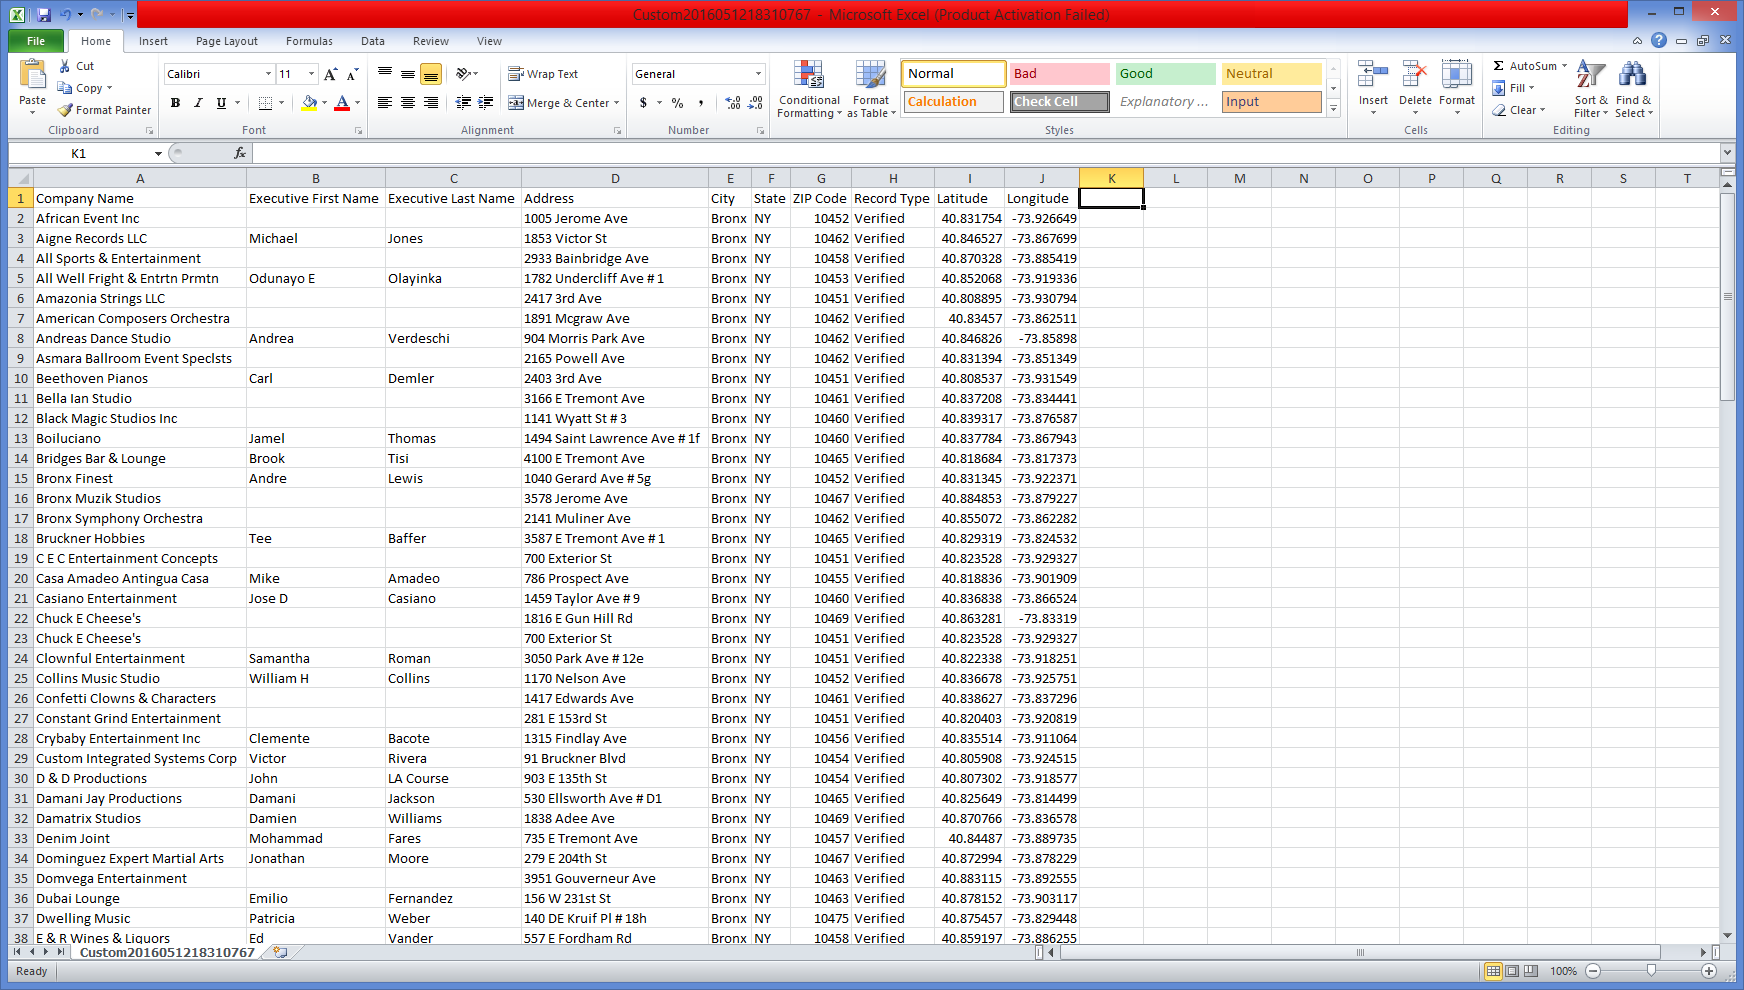 Custom2016051218310767 - Microsoft Excel (Product Activation Failed)
File Home Insert Page Layout Formulas Data Review View
Paste Cut Copy Format Painter Clipboard
Calibri 11 A A B I U A Font
Wrap Text Merge & Center Alignment
General $ % , Number
Conditional Formatting Format as Table
Normal Bad Good Neutral
Calculation Check Cell Explanatory ... Input
Styles
Insert Delete Format Cells
Σ AutoSum Fill Clear Sort & Filter Find & Select Editing
K1 fx
A B C D E F G H I J K L M N O P Q R S T
1 Company Name Executive First Name Executive Last Name Address City State ZIP Code Record Type Latitude Longitude
2 African Event Inc 1005 Jerome Ave Bronx NY 10452 Verified 40.831754 -73.926649
3 Aigne Records LLC Michael Jones 1853 Victor St Bronx NY 10462 Verified 40.846527 -73.867699
4 All Sports & Entertainment 2933 Bainbridge Ave Bronx NY 10458 Verified 40.870328 -73.885419
5 All Well Fright & Entrtn Prmtn Odunayo E Olayinka 1782 Undercliff Ave # 1 Bronx NY 10453 Verified 40.852068 -73.919336
6 Amazonia Strings LLC 2417 3rd Ave Bronx NY 10451 Verified 40.808895 -73.930794
7 American Composers Orchestra 1891 Mcgraw Ave Bronx NY 10462 Verified 40.83457 -73.862511
8 Andreas Dance Studio Andrea Verdeschi 904 Morris Park Ave Bronx NY 10462 Verified 40.846826 -73.85898
9 Asmara Ballroom Event Speclsts 2165 Powell Ave Bronx NY 10462 Verified 40.831394 -73.851349
10 Beethoven Pianos Carl Demler 2403 3rd Ave Bronx NY 10451 Verified 40.808537 -73.931549
11 Bella Ian Studio 3166 E Tremont Ave Bronx NY 10461 Verified 40.837208 -73.834441
12 Black Magic Studios Inc 1141 Wyatt St # 3 Bronx NY 10460 Verified 40.839317 -73.876587
13 Boiluciano Jamel Thomas 1494 Saint Lawrence Ave # 1f Bronx NY 10460 Verified 40.837784 -73.867943
14 Bridges Bar & Lounge Brook Tisi 4100 E Tremont Ave Bronx NY 10465 Verified 40.818684 -73.817373
15 Bronx Finest Andre Lewis 1040 Gerard Ave # 5g Bronx NY 10452 Verified 40.831345 -73.922371
16 Bronx Muzik Studios 3578 Jerome Ave Bronx NY 10467 Verified 40.884853 -73.879227
17 Bronx Symphony Orchestra 2141 Muliner Ave Bronx NY 10462 Verified 40.855072 -73.862282
18 Bruckner Hobbies Tee Baffer 3587 E Tremont Ave # 1 Bronx NY 10465 Verified 40.829319 -73.824532
19 C E C Entertainment Concepts 700 Exterior St Bronx NY 10451 Verified 40.823528 -73.929327
20 Casa Amadeo Antingua Casa Mike Amadeo 786 Prospect Ave Bronx NY 10455 Verified 40.818836 -73.901909
21 Casiano Entertainment Jose D Casiano 1459 Taylor Ave # 9 Bronx NY 10460 Verified 40.836838 -73.866524
22 Chuck E Cheese's 1816 E Gun Hill Rd Bronx NY 10469 Verified 40.863281 -73.83319
23 Chuck E Cheese's 700 Exterior St Bronx NY 10451 Verified 40.823528 -73.929327
24 Clownful Entertainment Samantha Roman 3050 Park Ave # 12e Bronx NY 10451 Verified 40.822338 -73.918251
25 Collins Music Studio William H Collins 1170 Nelson Ave Bronx NY 10452 Verified 40.836678 -73.925751
26 Confetti Clowns & Characters 1417 Edwards Ave Bronx NY 10461 Verified 40.838627 -73.837296
27 Constant Grind Entertainment 281 E 153rd St Bronx NY 10451 Verified 40.820403 -73.920819
28 Crybaby Entertainment Inc Clemente Bacote 1315 Findlay Ave Bronx NY 10456 Verified 40.835514 -73.911064
29 Custom Integrated Systems Corp Victor Rivera 91 Bruckner Blvd Bronx NY 10454 Verified 40.805908 -73.924515
30 D & D Productions John LA Course 903 E 135th St Bronx NY 10454 Verified 40.807302 -73.918577
31 Damani Jay Productions Damani Jackson 530 Ellsworth Ave # D1 Bronx NY 10465 Verified 40.825649 -73.814499
32 Damatrix Studios Damien Williams 1838 Adee Ave Bronx NY 10469 Verified 40.870766 -73.836578
33 Denim Joint Mohammad Fares 735 E Tremont Ave Bronx NY 10457 Verified 40.84487 -73.889735
34 Dominguez Expert Martial Arts Jonathan Moore 279 E 204th St Bronx NY 10467 Verified 40.872994 -73.878229
35 Domvega Entertainment 3951 Gouverneur Ave Bronx NY 10463 Verified 40.883115 -73.892555
36 Dubai Lounge Emilio Fernandez 156 W 231st St Bronx NY 10463 Verified 40.878152 -73.903117
37 Dwelling Music Patricia Weber 140 DE Kruif Pl # 18h Bronx NY 10475 Verified 40.875457 -73.829448
38 E & R Wines & Liquors Ed Vander 557 E Fordham Rd Bronx NY 10458 Verified 40.859197 -73.886255
Custom2016051218310767
Ready 100%